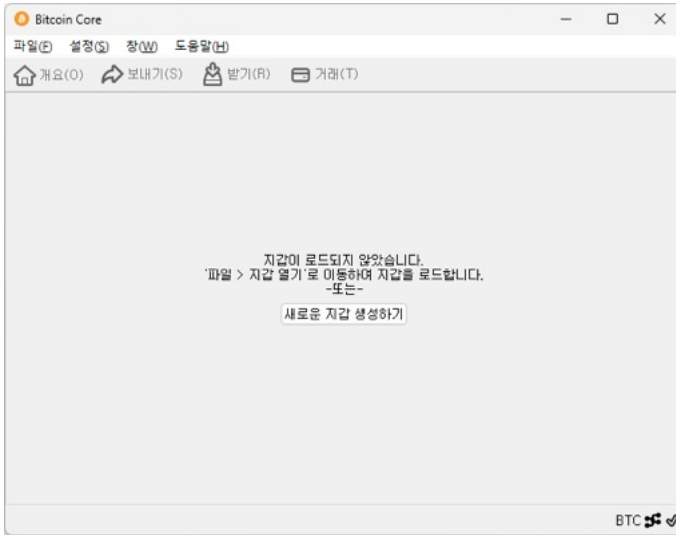 Bitcoin Core
파일(F) 설정(S) 창(W) 도움말(H)
개요(O) 보내기(S) 받기(R) 거래(T)
지갑이 로드되지 않았습니다.
'파일 > 지갑 열기'로 이동하여 지갑을 로드합니다.
-또는-
새로운 지갑 생성하기
BTC